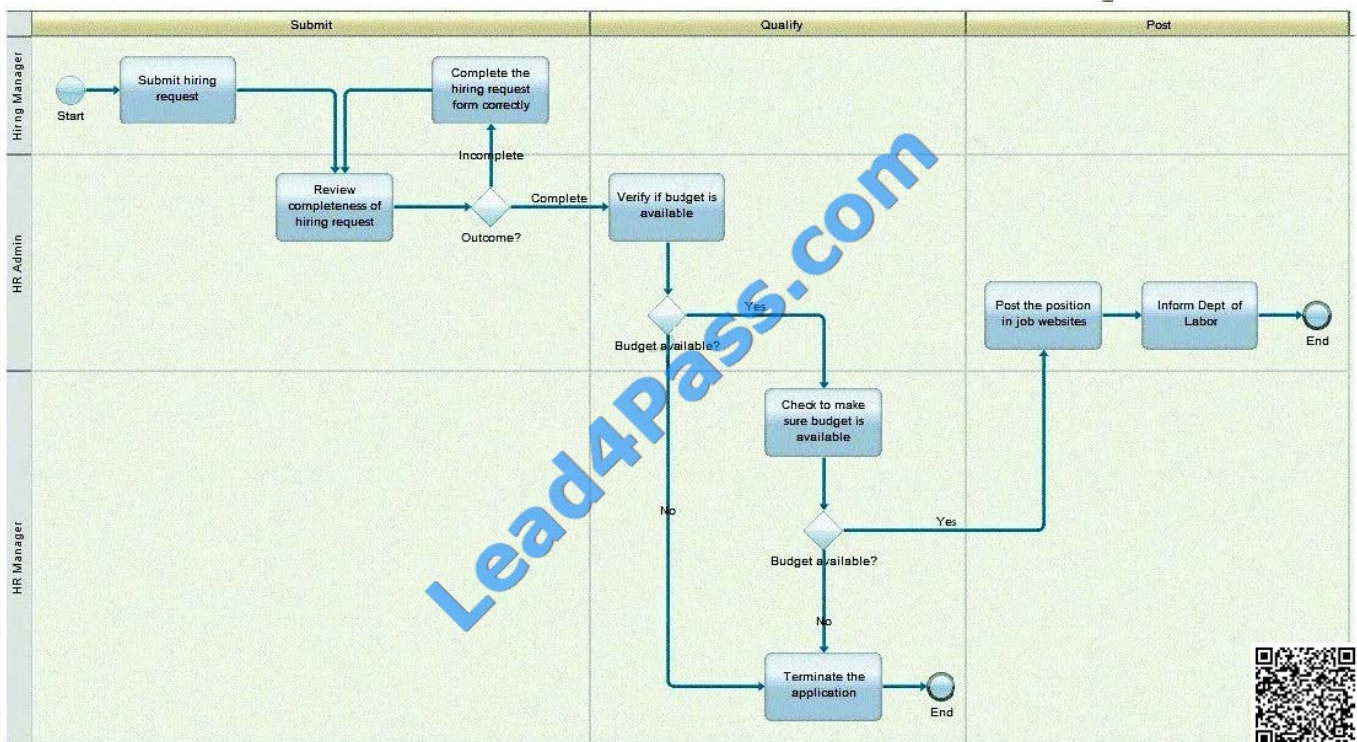 Submit
Qualify
Post
Hirng Manager
Start
Submit hiring
request
Complete the
hiring request
form correctly
Incomplete
HR Admin
Review
completeness of
hiring request
Outcome?
Complete
Verify if budget is
available
Budget available?
Yes
Post the position
in job websites
Inform Dept of
Labor
End
HR Manager
Check to make
sure budget is
available
Budget available?
Yes
No
No
Terminate the
application
End
Lead4Pass.com